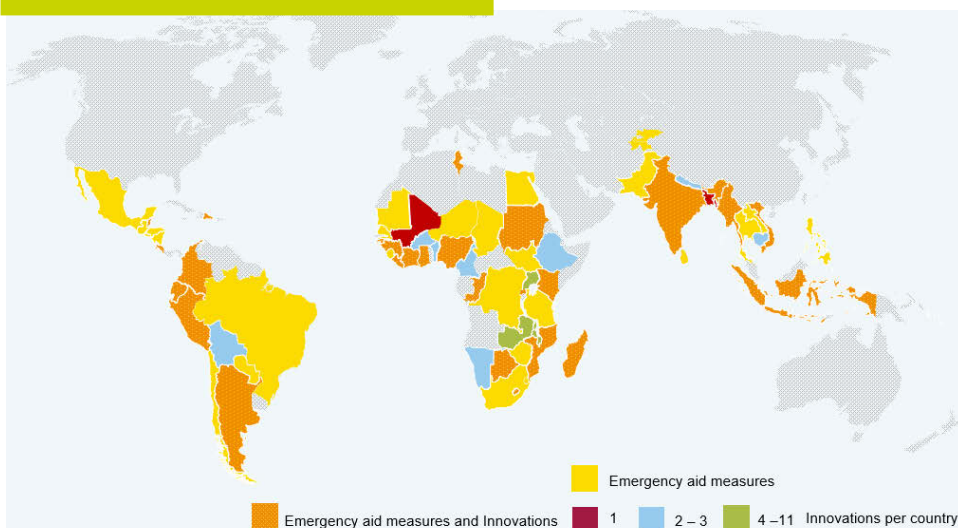 Emergency aid measures
Emergency aid measures and Innovations
1
2 – 3
4 –11
Innovations per country